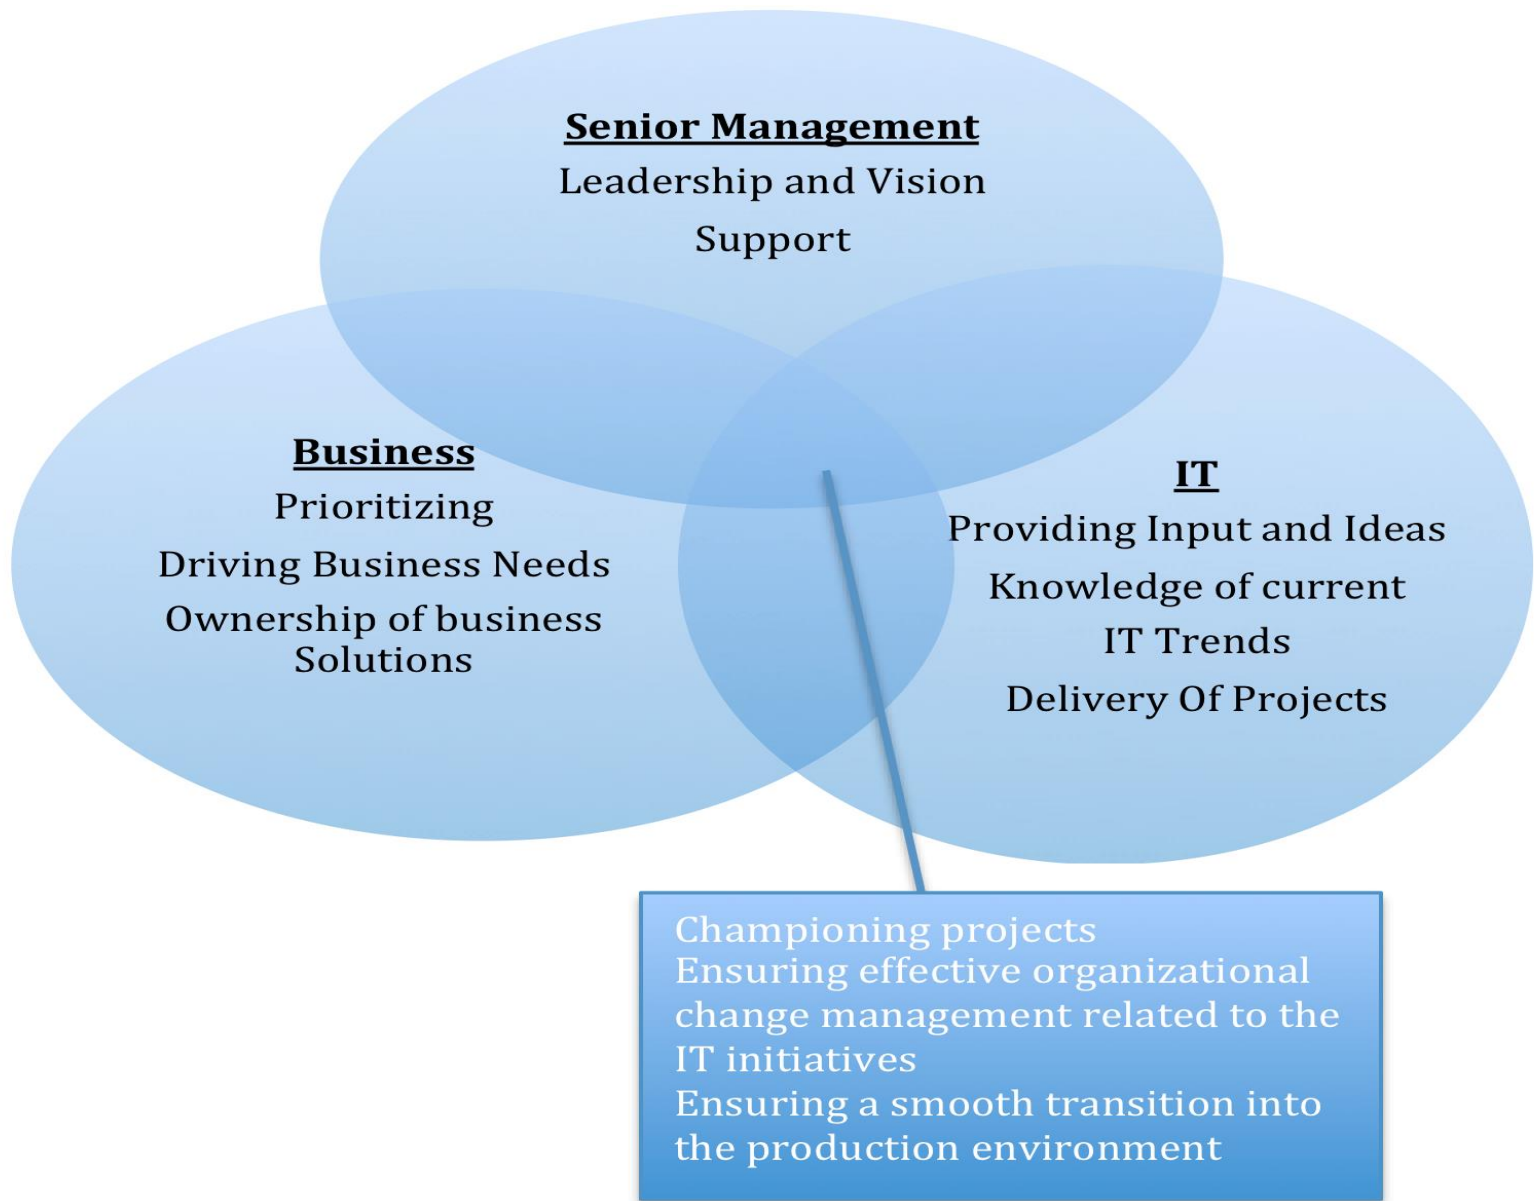 Senior Management
Leadership and Vision
Support
Business
Prioritizing
Driving Business Needs
Ownership of business
Solutions
IT
Providing Input and Ideas
Knowledge of current
IT Trends
Delivery Of Projects
Championing projects
Ensuring effective organizational
change management related to the
IT initiatives
Ensuring a smooth transition into
the production environment